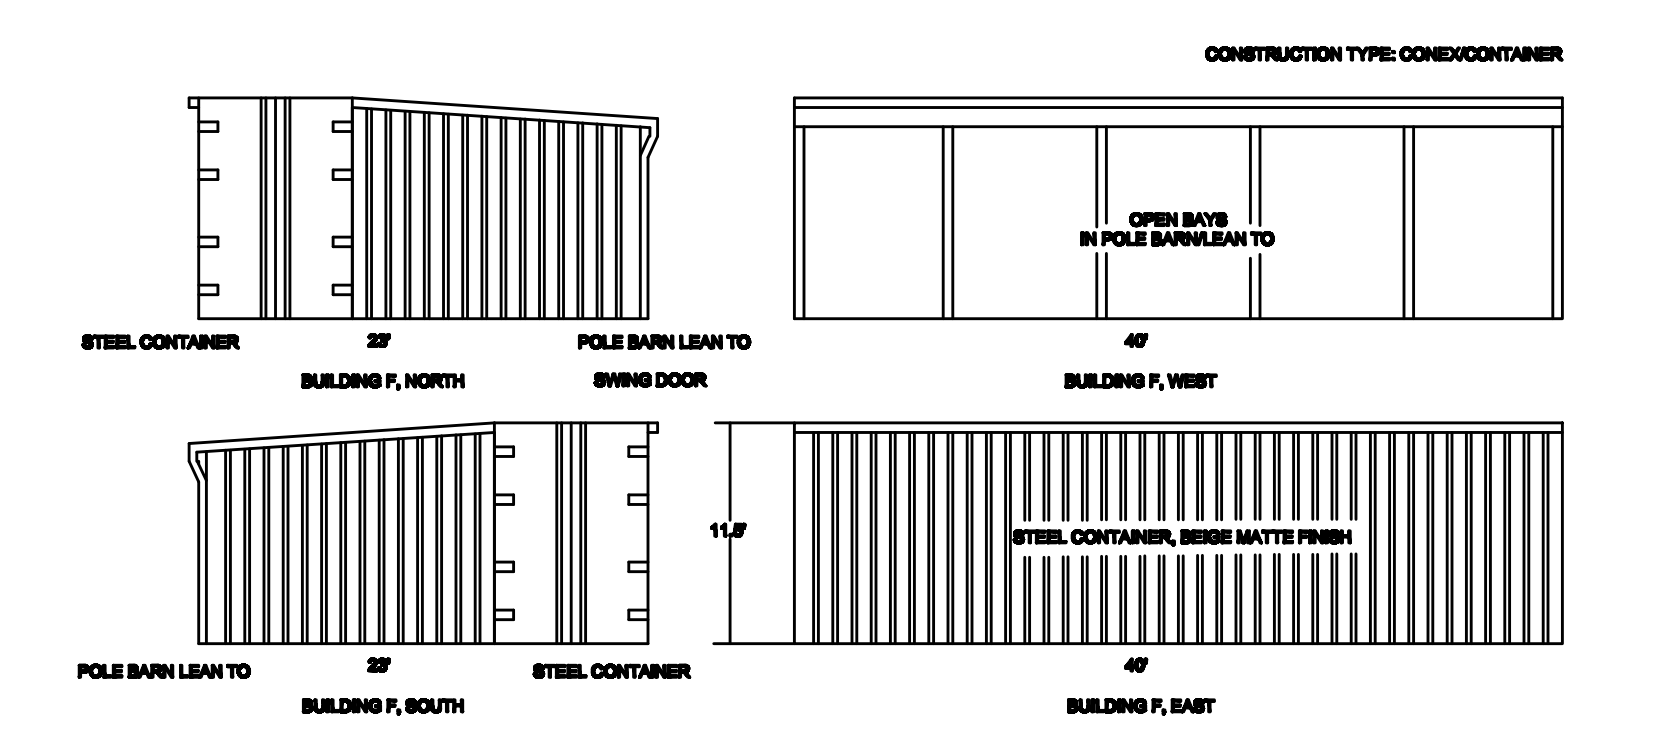 CONSTRUCTION TYPE: CONEX/CONTAINER
OPEN BAYS
IN POLE BARN/LEAN TO
STEEL CONTAINER
23'
POLE BARN LEAN TO
40'
BUILDING F, NORTH
SWING DOOR
BUILDING F, WEST
11.5'
STEEL CONTAINER, BEIGE MATTE FINISH
POLE BARN LEAN TO
23'
STEEL CONTAINER
40'
BUILDING F, SOUTH
BUILDING F, EAST